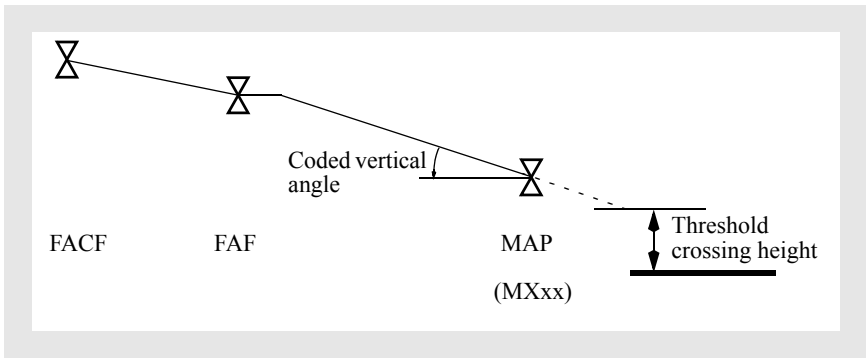 Coded vertical
angle
Threshold
crossing height
FACF
FAF
MAP
(MXxx)